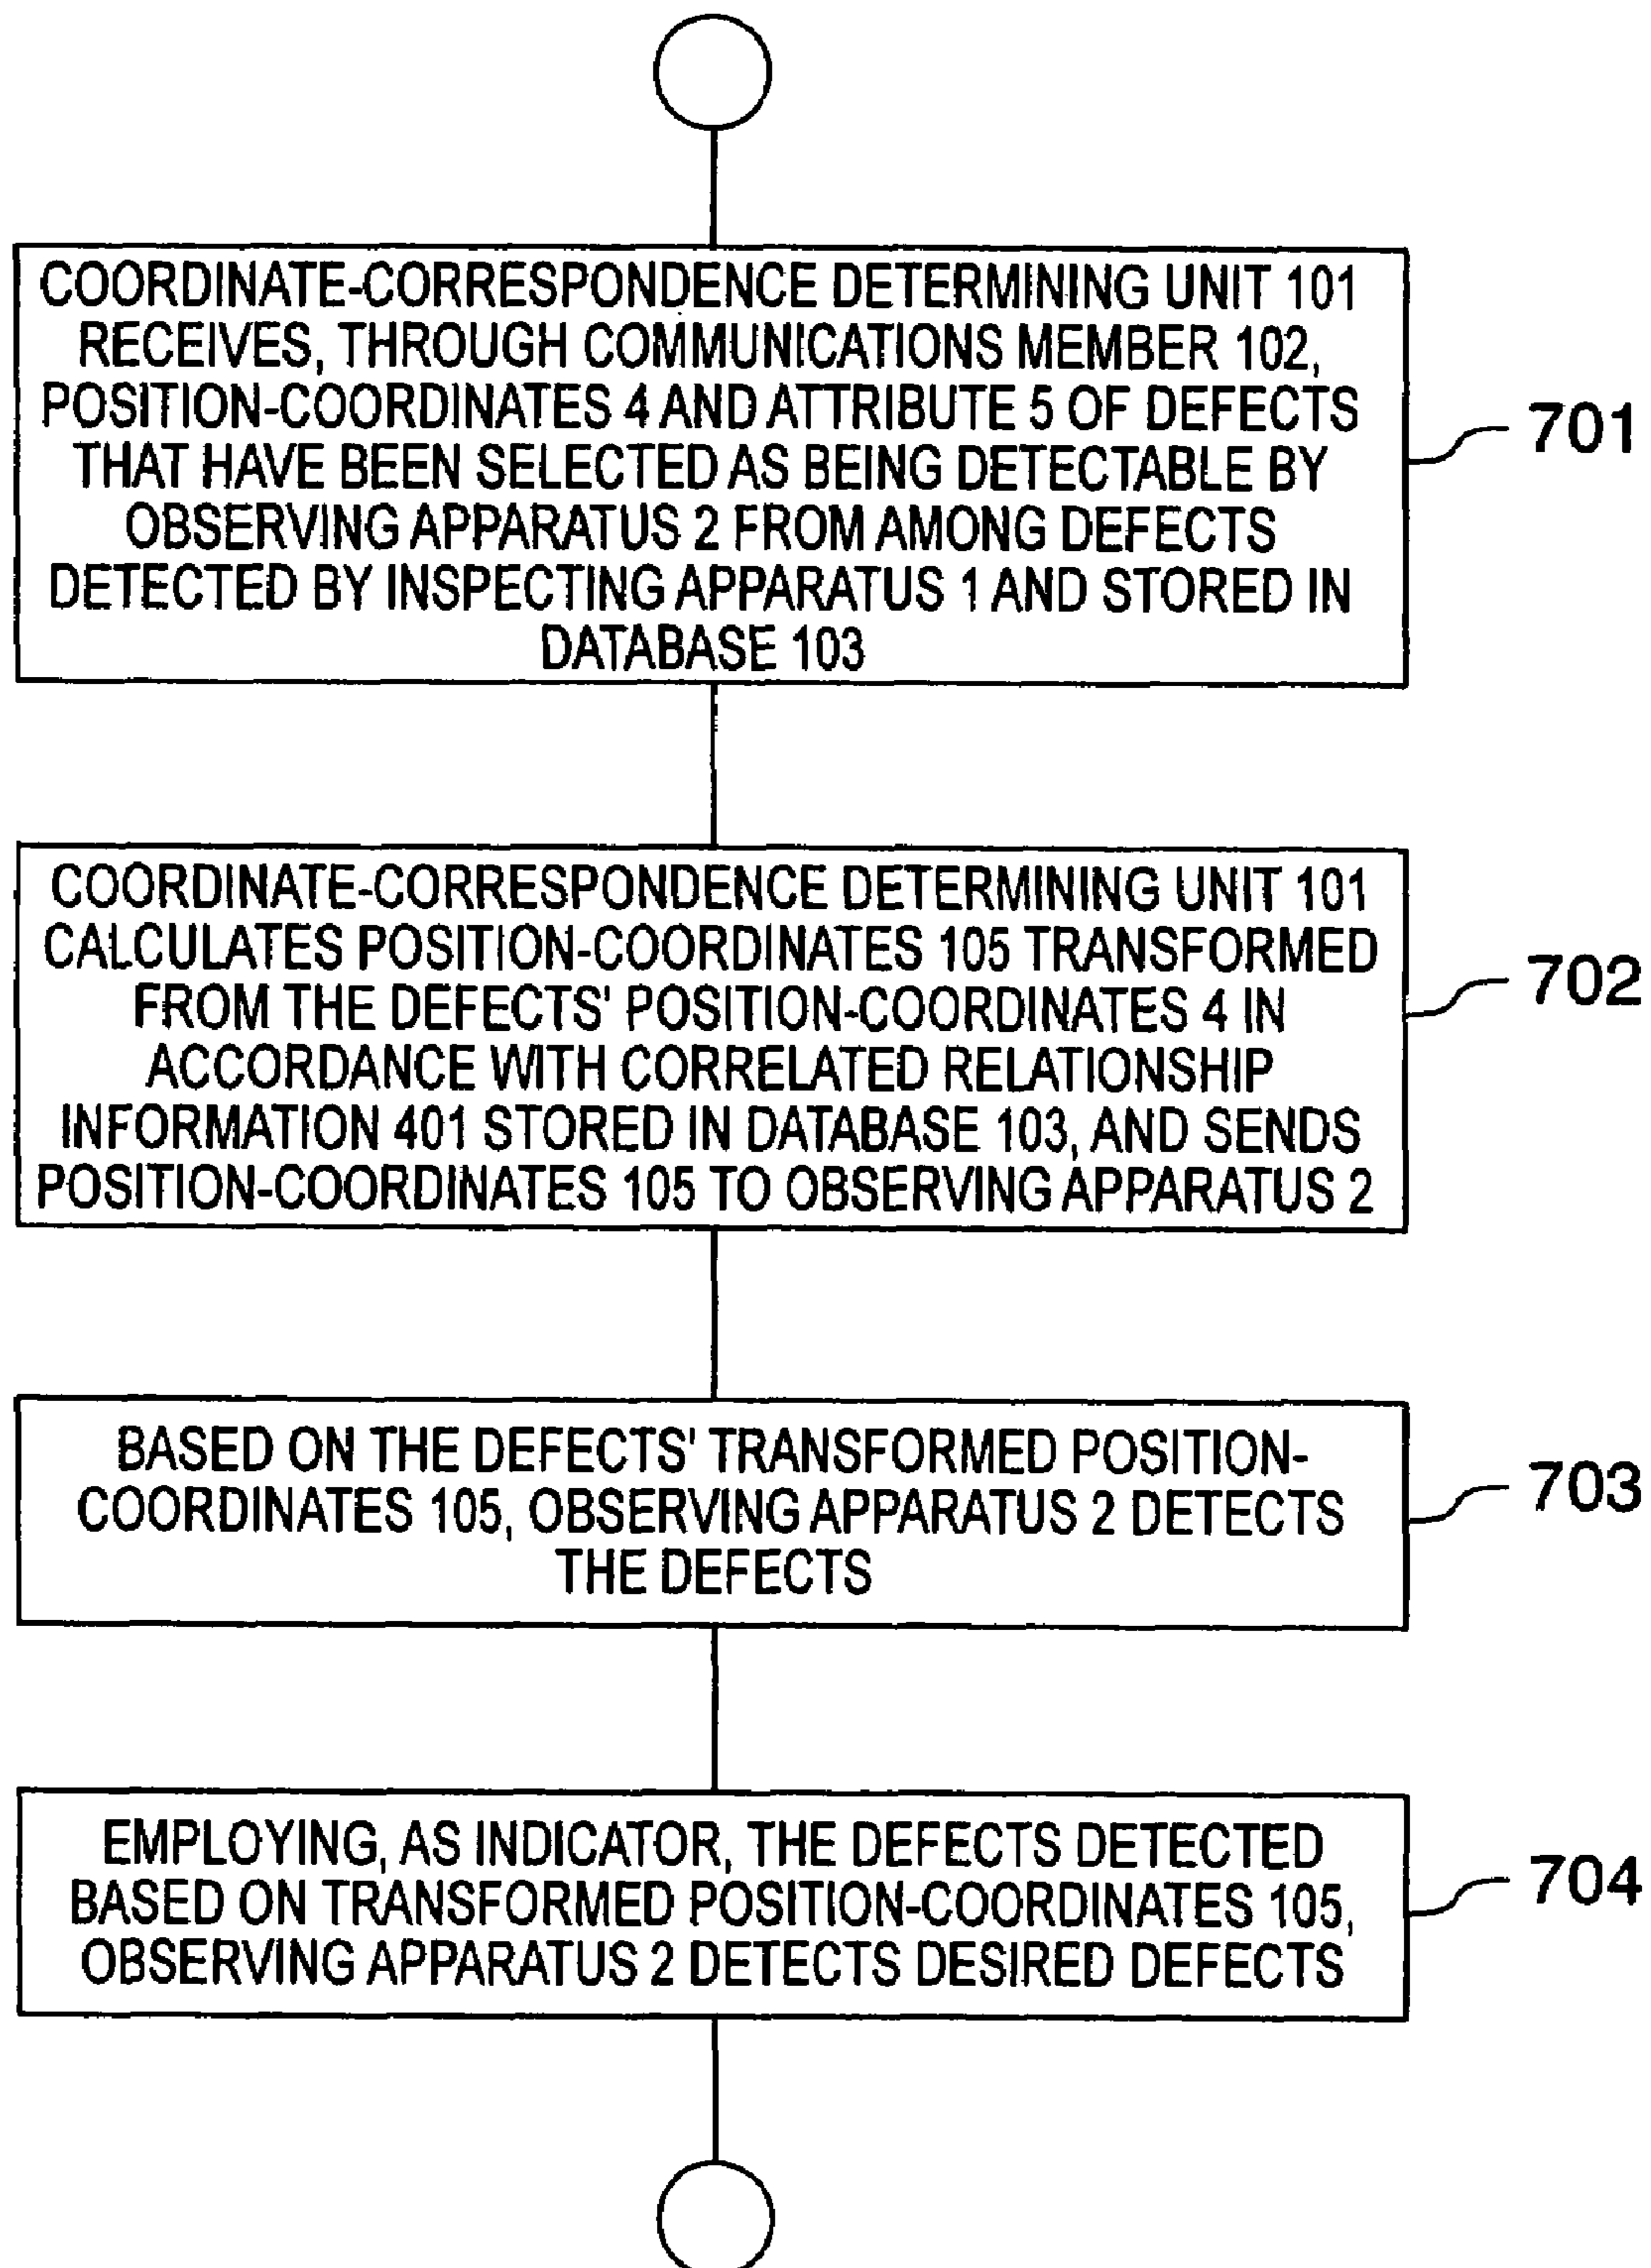 COORDINATE-CORRESPONDENCE DETERMINING UNIT 101
RECEIVES, THROUGH COMMUNICATIONS MEMBER 102,
POSITION-COORDINATES 4 AND ATTRIBUTE 5 OF DEFECTS
THAT HAVE BEEN SELECTED AS BEING DETECTABLE BY
OBSERVING APPARATUS 2 FROM AMONG DEFECTS
DETECTED BY INSPECTING APPARATUS 1 AND STORED IN
DATABASE 103
701
COORDINATE-CORRESPONDENCE DETERMINING UNIT 101
CALCULATES POSITION-COORDINATES 105 TRANSFORMED
FROM THE DEFECTS' POSITION-COORDINATES 4 IN
ACCORDANCE WITH CORRELATED RELATIONSHIP
INFORMATION 401 STORED IN DATABASE 103, AND SENDS
POSITION-COORDINATES 105 TO OBSERVING APPARATUS 2
702
BASED ON THE DEFECTS' TRANSFORMED POSITION-
COORDINATES 105, OBSERVING APPARATUS 2 DETECTS
THE DEFECTS
703
EMPLOYING, AS INDICATOR, THE DEFECTS DETECTED
BASED ON TRANSFORMED POSITION-COORDINATES 105,
OBSERVING APPARATUS 2 DETECTS DESIRED DEFECTS
704